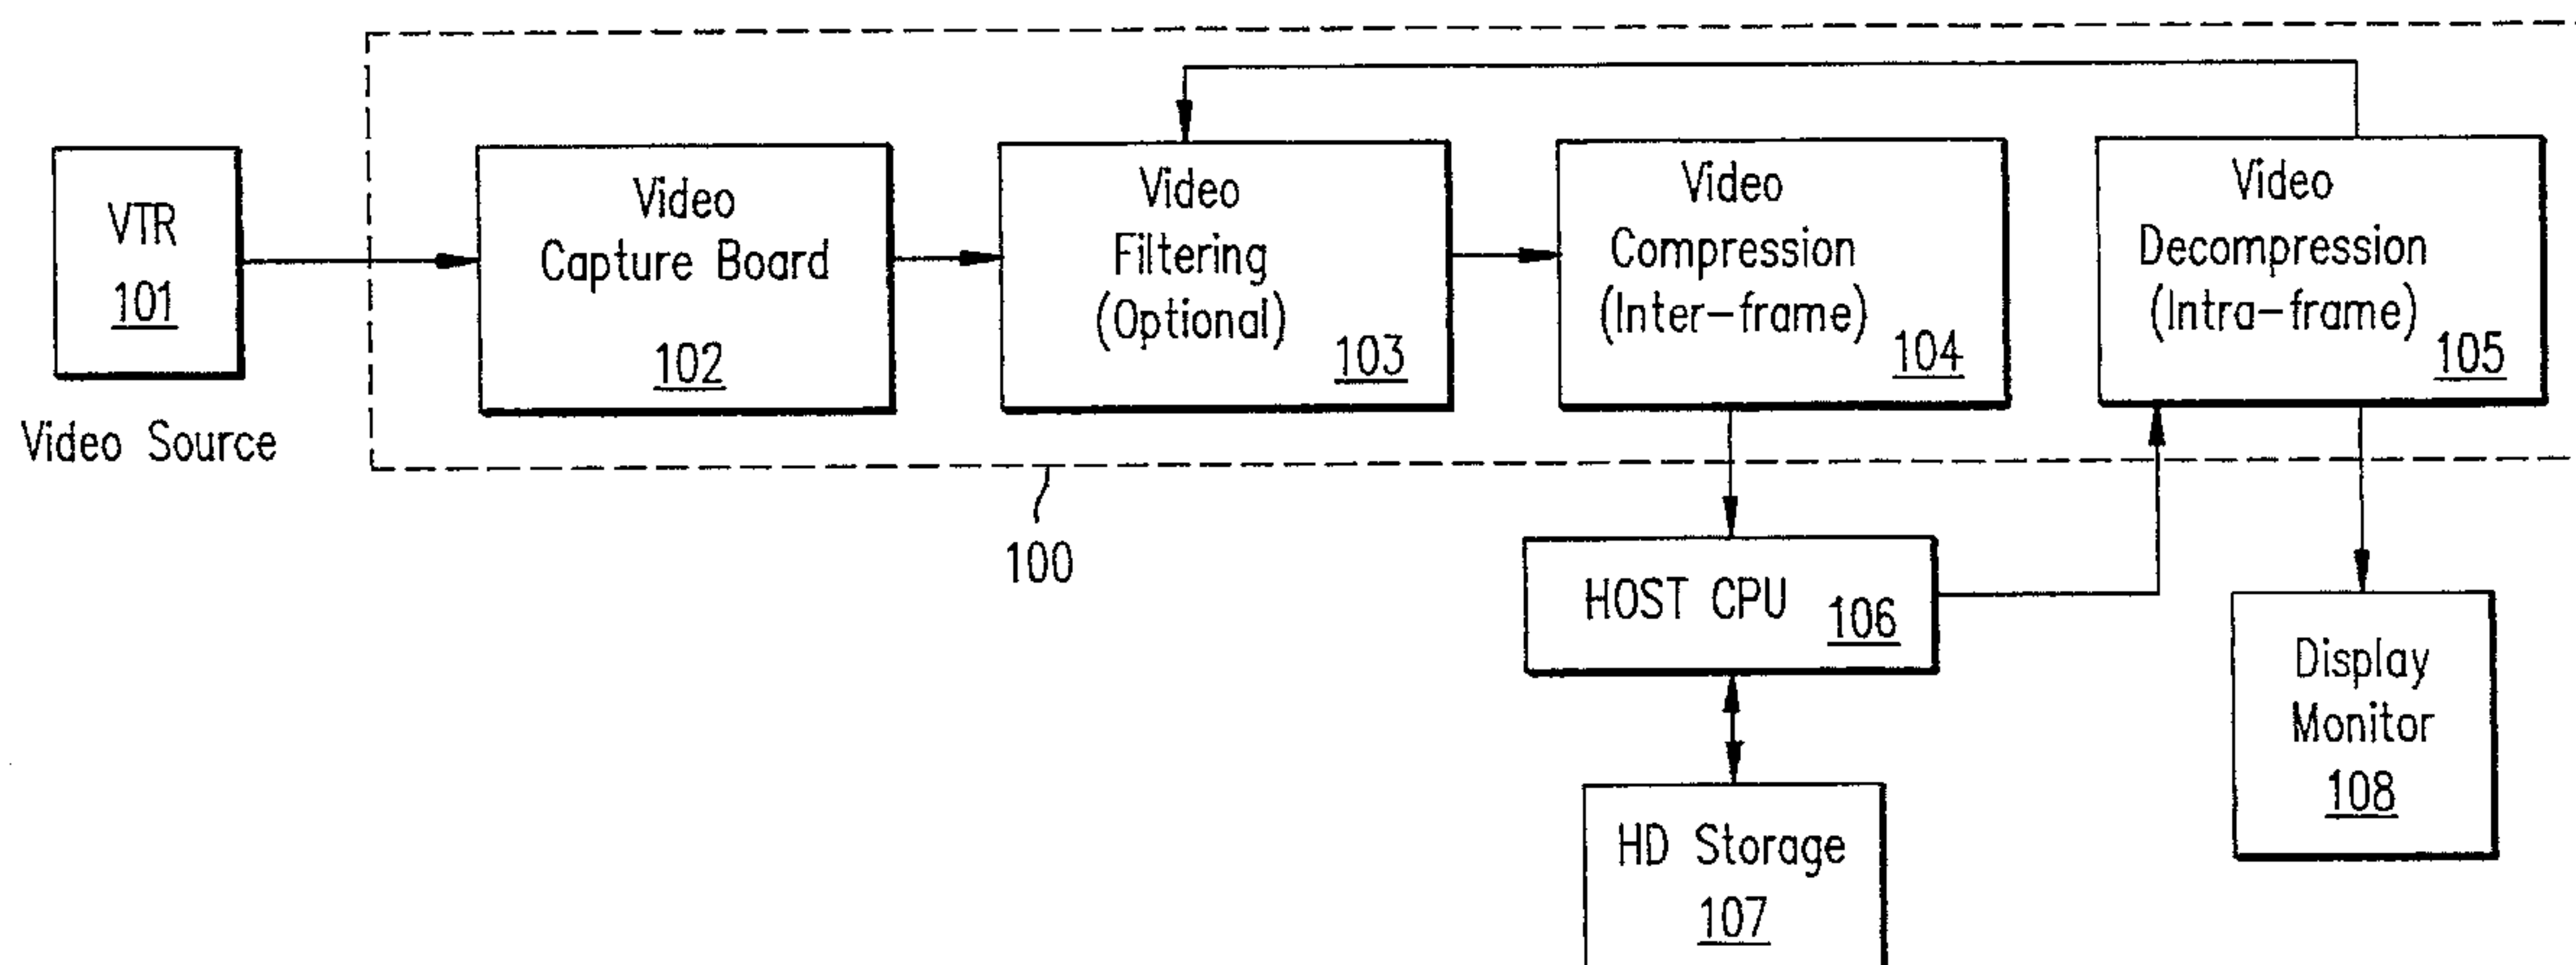 VTR
101
Video Source
Video
Capture Board
102
Video
Filtering
(Optional)
103
Video
Compression
(Inter-frame)
104
Video
Decompression
(Intra-frame)
105
100
HOST CPU
106
HD Storage
107
Display
Monitor
108